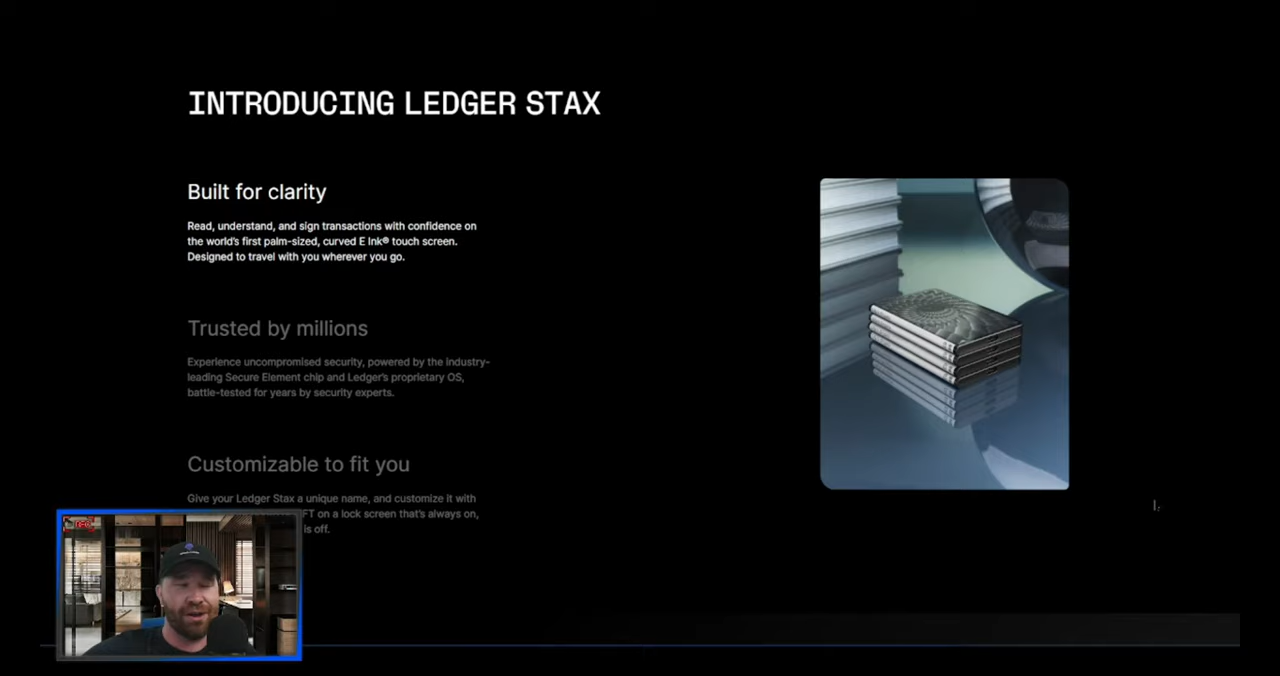 INTRODUCING LEDGER STAX
Built for clarity
Read, understand, and sign transactions with confidence on
the world's first palm-sized, curved E Ink® touch screen.
Designed to travel with you wherever you go.
Trusted by millions
Experience uncompromised security, powered by the industry-
leading Secure Element chip and Ledger's proprietary OS,
battle-tested for years by security experts.
Customizable to fit you
Give your Ledger Stax a unique name, and customize it with
FT on a lock screen that's always on,
is off.